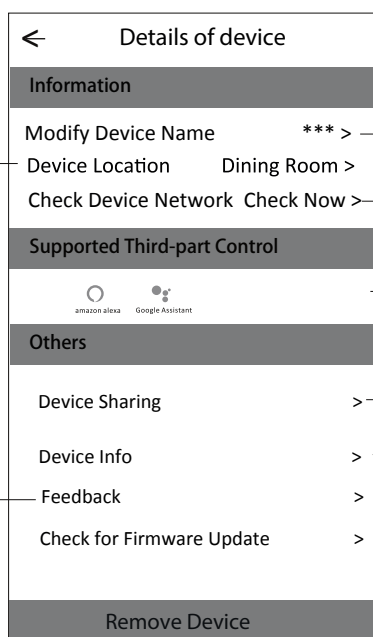 Details of device
Information
Modify Device Name *** >
Device Location Dining Room >
Check Device Network Check Now >
Supported Third-part Control
amazon alexa Google Assistant
Others
Device Sharing >
Device Info >
Feedback >
Check for Firmware Update >
Remove Device